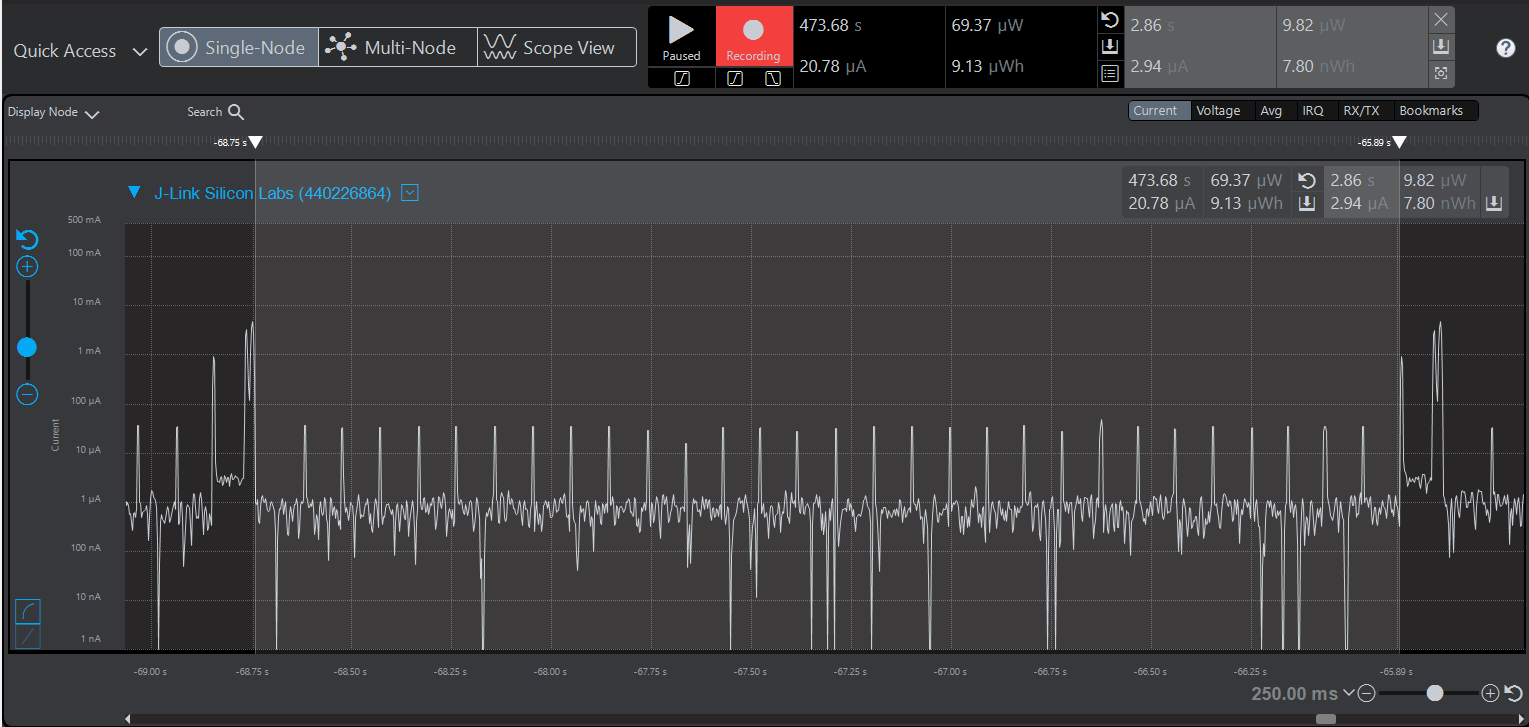 Quick Access
Single-Node
Multi-Node
Scope View
Paused
Recording
473.68 s
69.37 µW
20.78 µA
9.13 µWh
2.86 s
9.82 µW
2.94 µA
7.80 nWh
Display Node
Search
Current
Voltage
Avg
IRQ
RX/TX
Bookmarks
-68.75 s
-65.89 s
J-Link Silicon Labs (440226864)
473.68 s
69.37 µW
2.86 s
9.82 µW
20.78 µA
9.13 µWh
2.94 µA
7.80 nWh
500 mA
100 mA
10 mA
1 mA
100 µA
10 µA
1 µA
100 nA
10 nA
1 nA
Current
-69.00 s
-68.75 s
-68.50 s
-68.25 s
-68.00 s
-67.75 s
-67.50 s
-67.25 s
-67.00 s
-66.75 s
-66.50 s
-66.25 s
-65.89 s
250.00 ms